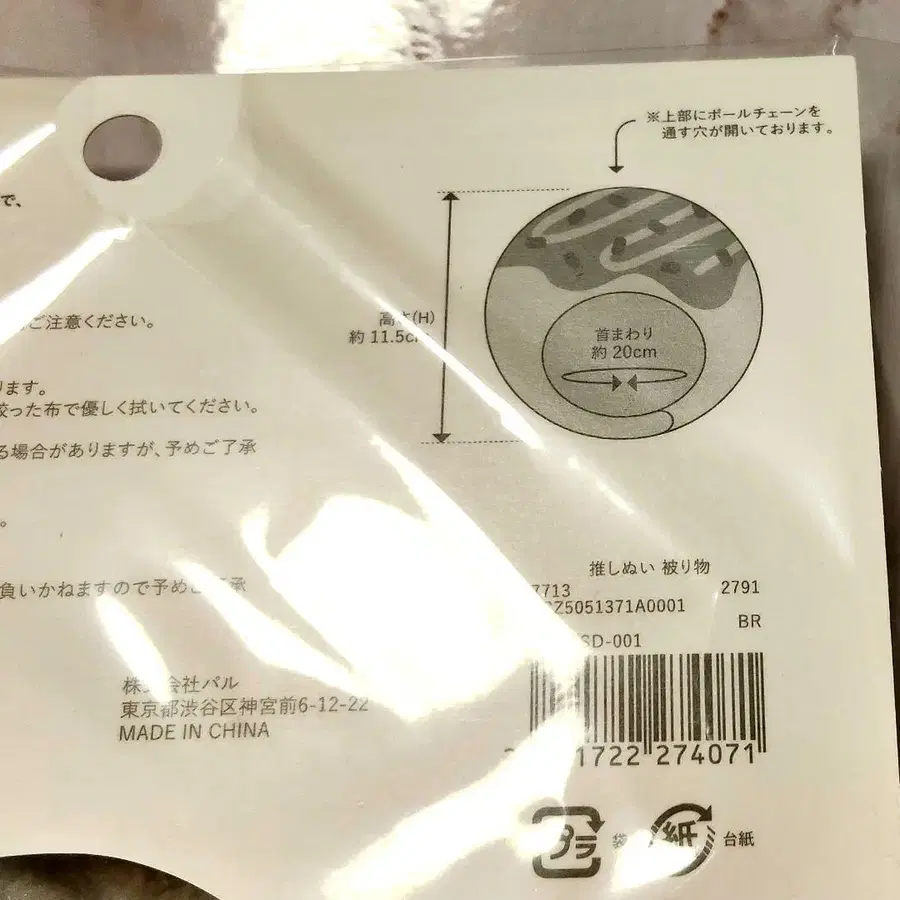 ※上部にボールチェーンを
通す穴が開いております。
で、
ご注意ください。
ります。
絞った布で優しく拭いてください。
る場合がありますが、予めご了承
。
負いかねますので予めご了承
高さ(H)
約 11.5cm
首まわり
約 20cm
推しぬい 被り物
7713 2791
Z5051371A0001
BR
SD-001
1722 274071
株式会社パル
東京都渋谷区神宮前6-12-22
MADE IN CHINA
プラ 袋
紙 台紙